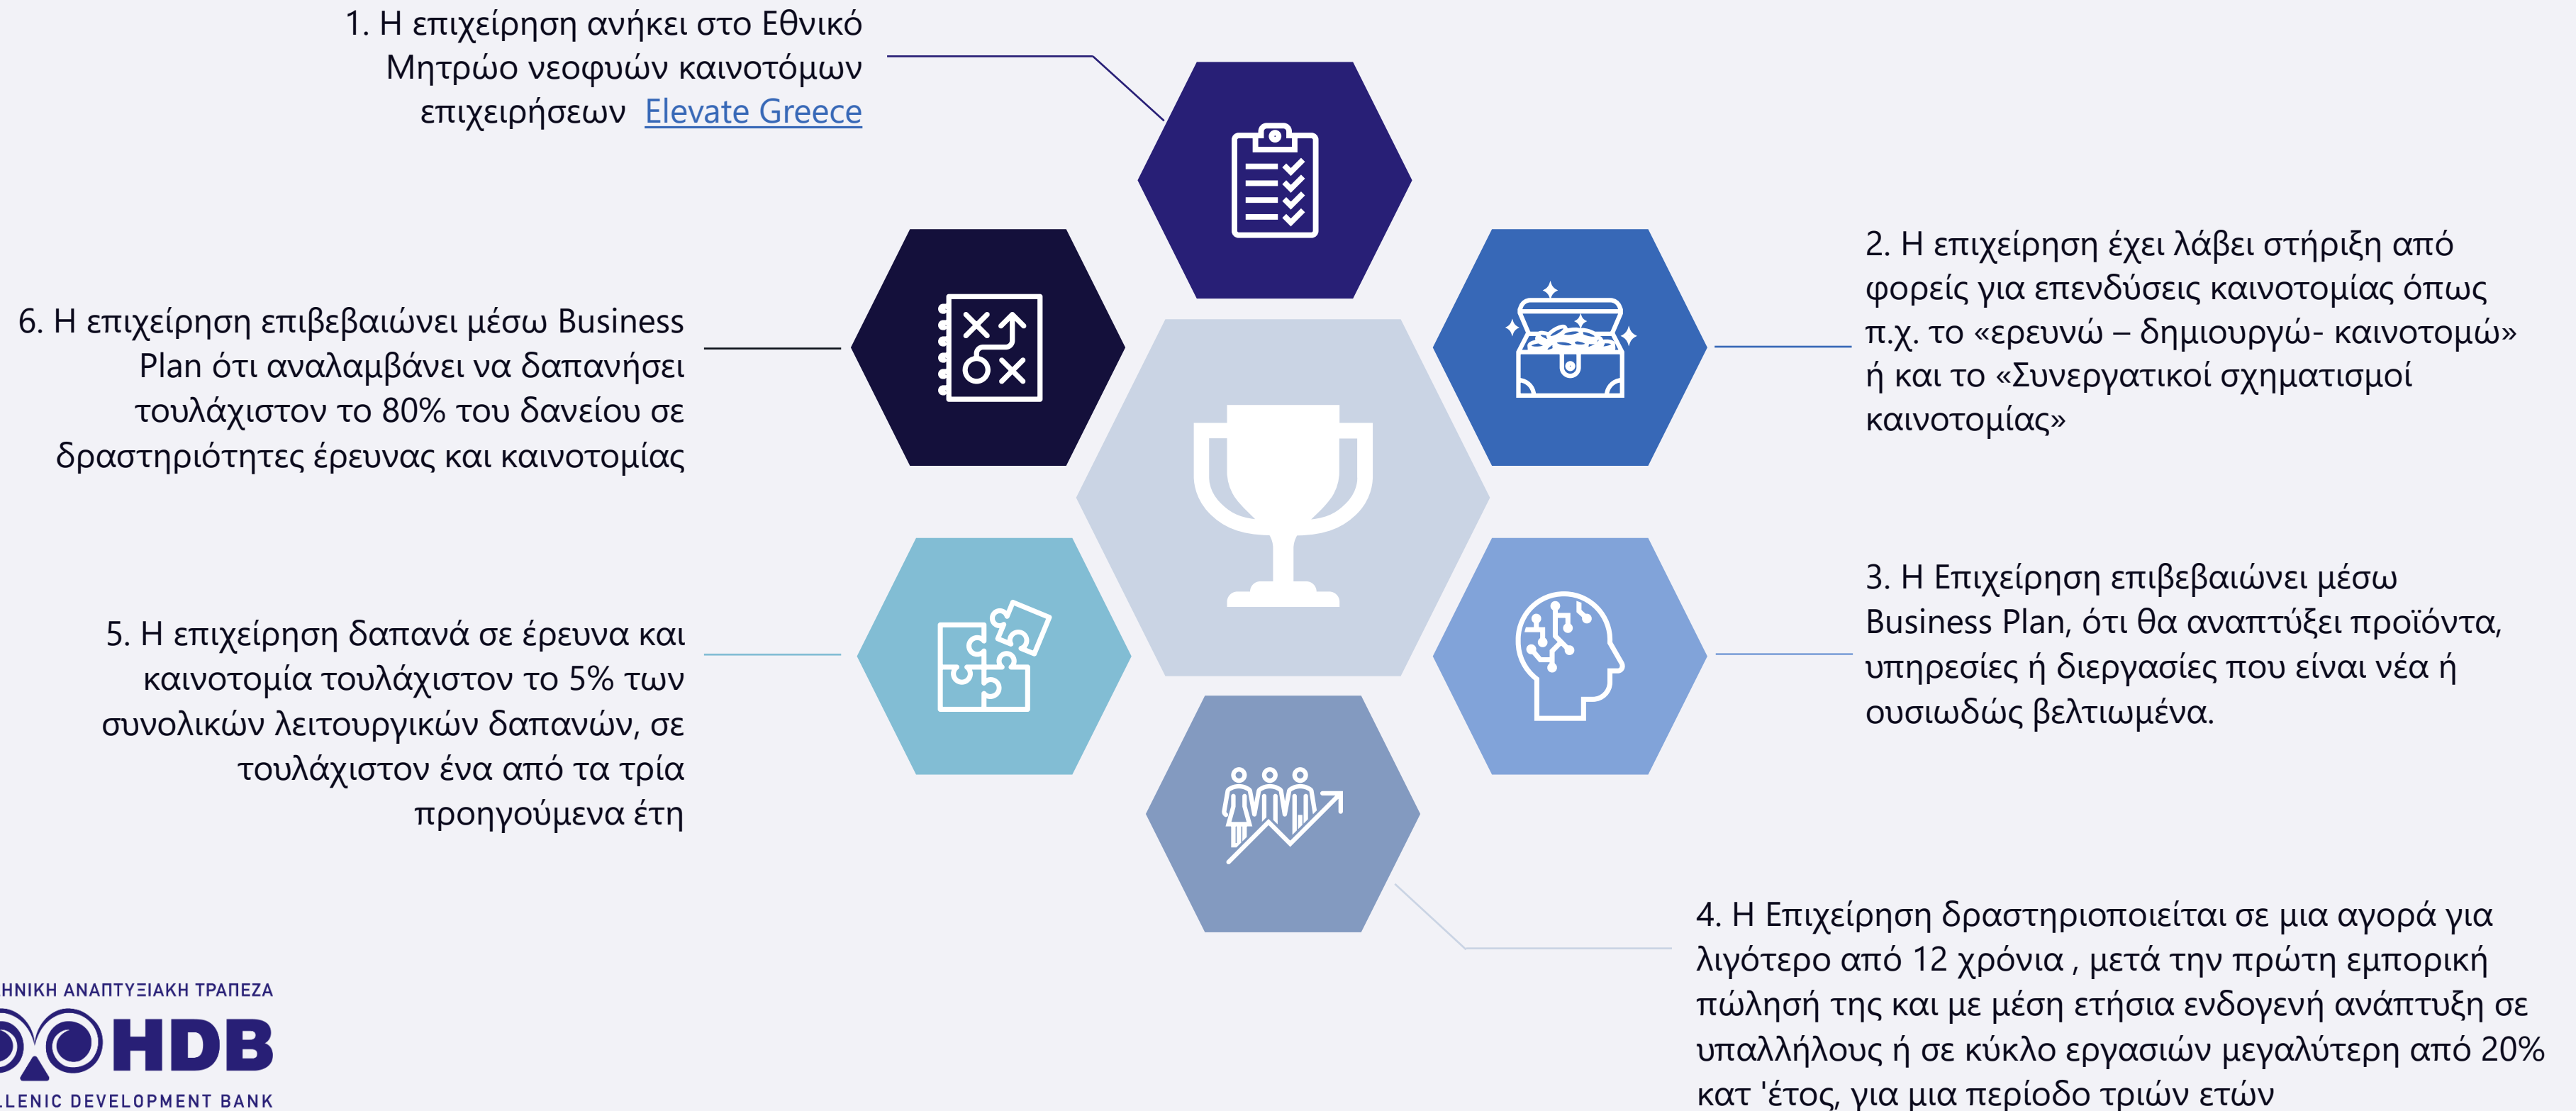 1. Η επιχείρηση ανήκει στο Εθνικό
Μητρώο νεοφυών καινοτόμων
επιχειρήσεων Elevate Greece
2. Η επιχείρηση έχει λάβει στήριξη από
φορείς για επενδύσεις καινοτομίας όπως
π.χ. το «ερευνώ – δημιουργώ- καινοτομώ»
ή και το «Συνεργατικοί σχηματισμοί
καινοτομίας»
3. Η Επιχείρηση επιβεβαιώνει μέσω
Business Plan, ότι θα αναπτύξει προϊόντα,
υπηρεσίες ή διεργασίες που είναι νέα ή
ουσιωδώς βελτιωμένα.
4. Η Επιχείρηση δραστηριοποιείται σε μια αγορά για
λιγότερο από 12 χρόνια , μετά την πρώτη εμπορική
πώλησή της και με μέση ετήσια ενδογενή ανάπτυξη σε
υπαλλήλους ή σε κύκλο εργασιών μεγαλύτερη από 20%
κατ 'έτος, για μια περίοδο τριών ετών
5. Η επιχείρηση δαπανά σε έρευνα και
καινοτομία τουλάχιστον το 5% των
συνολικών λειτουργικών δαπανών, σε
τουλάχιστον ένα από τα τρία
προηγούμενα έτη
6. Η επιχείρηση επιβεβαιώνει μέσω Business
Plan ότι αναλαμβάνει να δαπανήσει
τουλάχιστον το 80% του δανείου σε
δραστηριότητες έρευνας και καινοτομίας
ΗΝΙΚΗ ΑΝΑΠΤΥΞΙΑΚΗ ΤΡΑΠΕΖΑ
HDB
LLENIC DEVELOPMENT BANK